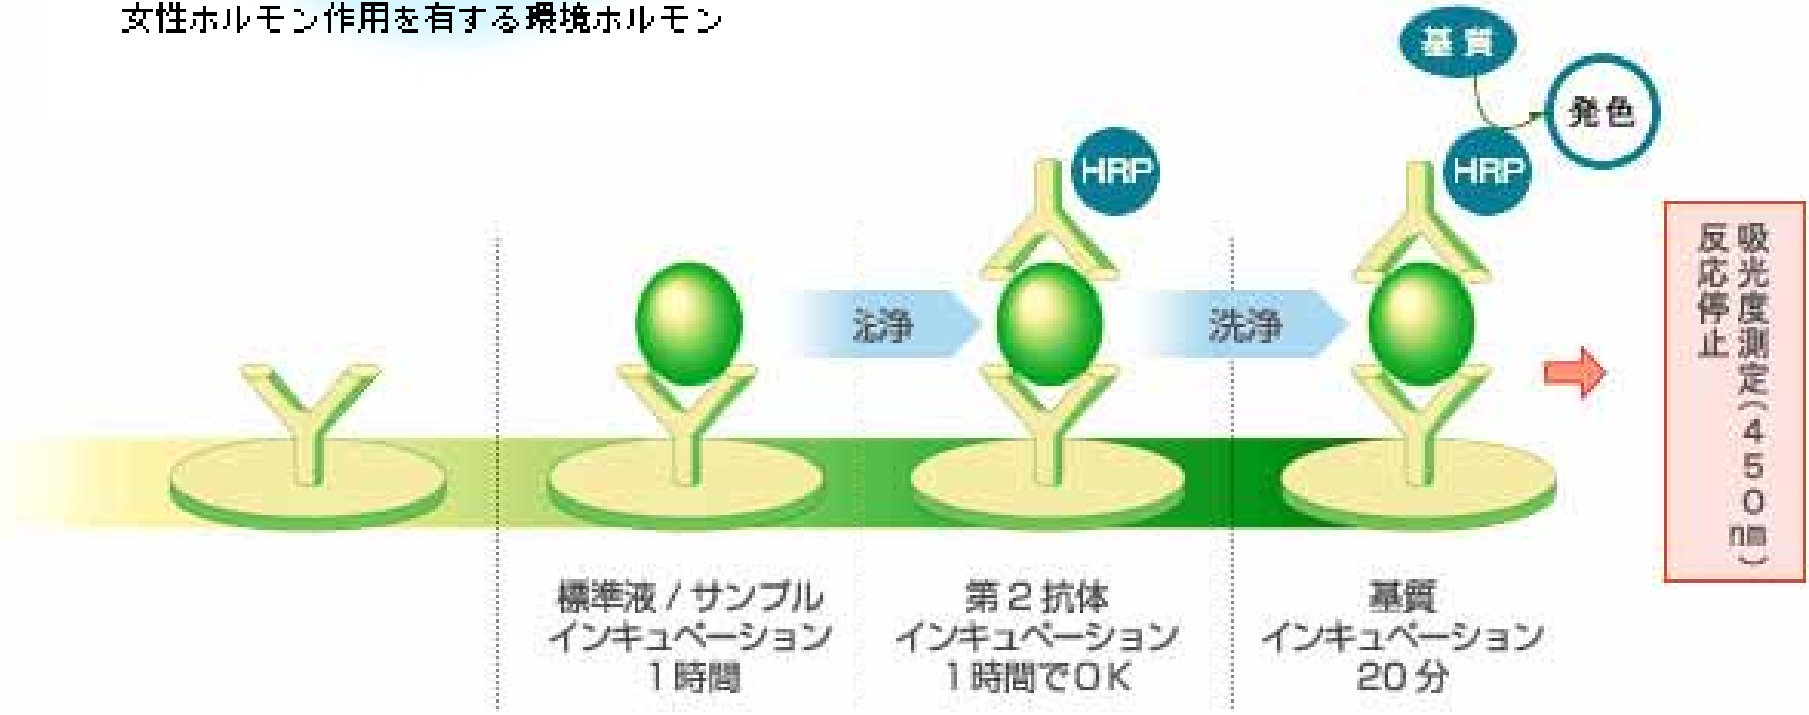 女性ホルモン作用を有する環境ホルモン
基質
発色
HRP
HRP
洗浄
洗浄
吸光度測定(450nm)
反応停止
標準液/サンプル
インキュベーション
1時間
第2抗体
インキュベーション
1時間でOK
基質
インキュベーション
20分